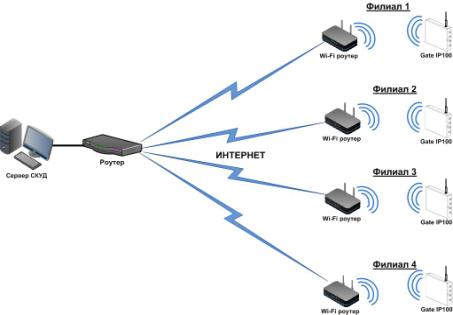 Филиал 1
Wi-Fi роутер
Gate IP100
Филиал 2
Wi-Fi роутер
Gate IP100
Сервер СКУД
Роутер
ИНТЕРНЕТ
Филиал 3
Wi-Fi роутер
Gate IP100
Филиал 4
Wi-Fi роутер
Gate IP100